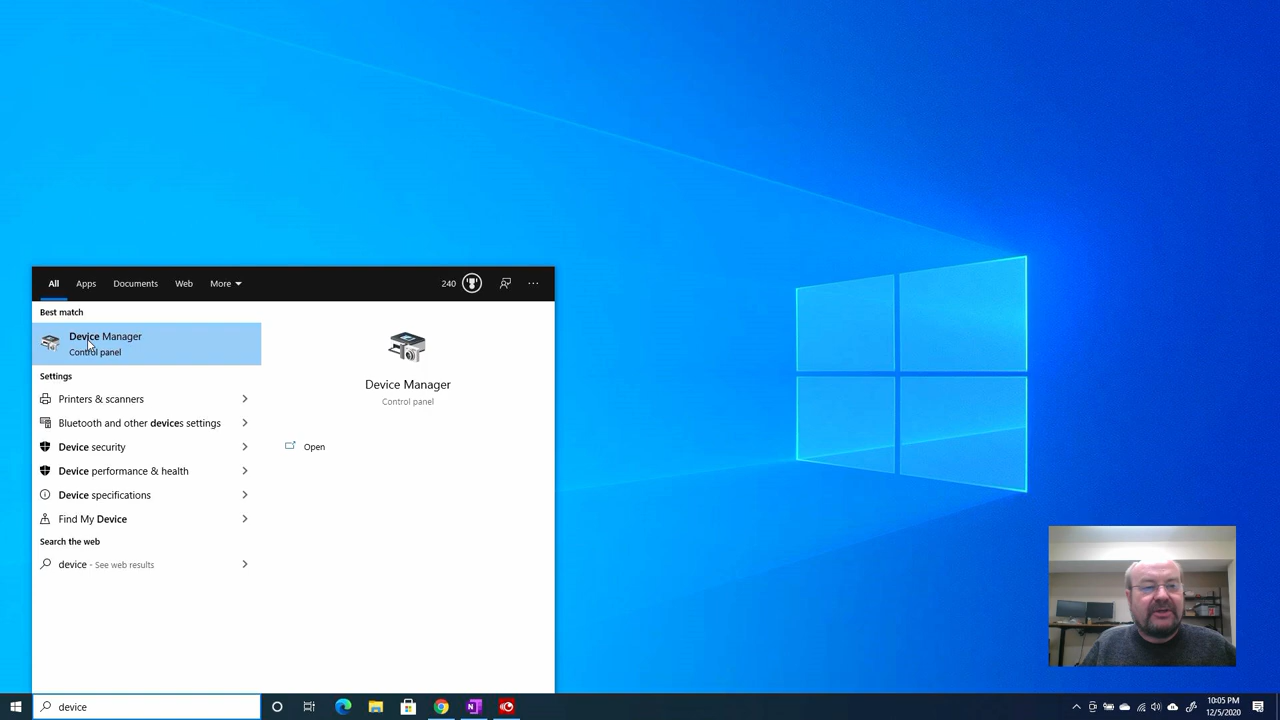 All
Apps
Documents
Web
More
240
Best match
Device Manager
Control panel
Settings
Printers & scanners
Bluetooth and other devices settings
Device security
Device performance & health
Device specifications
Find My Device
Search the web
device - See web results
Device Manager
Control panel
Open
device
10:05 PM
12/5/2020